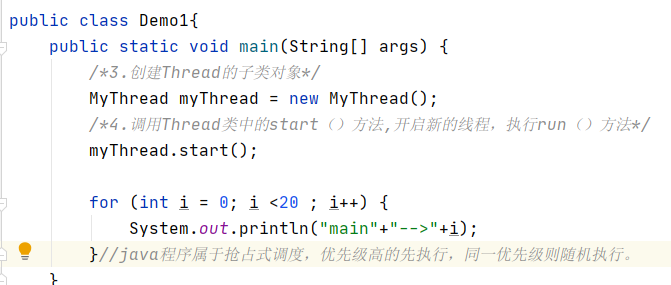 public class Demo1{
public static void main(String[] args) {
/*3.创建Thread的子类对象*/
MyThread myThread = new MyThread();
/*4.调用Thread类中的start（）方法,开启新的线程，执行run（）方法*/
myThread.start();
for (int i = 0; i <20 ; i++) {
System.out.println("main"+"-->"+i);
}//java程序属于抢占式调度，优先级高的先执行，同一优先级则随机执行。
}